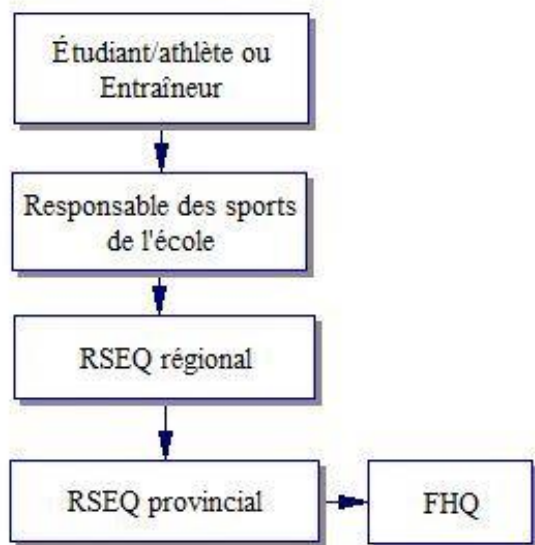 Étudiant/athlète ou
Entraîneur
Responsable des sports
de l'école
RSEQ régional
RSEQ provincial
FHQ